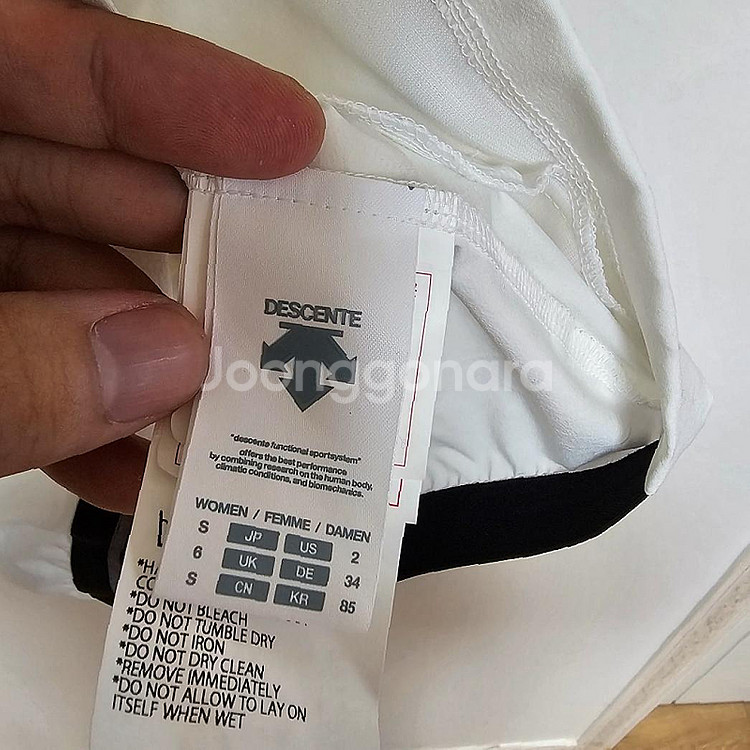 DESCENTE
Joonggonara
"descente functional sportsystem"
offers the best performance
by combining research on the human body,
climatic conditions, and biomechanics.
WOMEN / FEMME / DAMEN
S JP US 2
6 UK DE 34
S CN KR 85
*DO NOT BLEACH
*DO NOT TUMBLE DRY
*DO NOT IRON
*DO NOT DRY CLEAN
*REMOVE IMMEDIATELY
*DO NOT ALLOW TO LAY ON
ITSELF WHEN WET